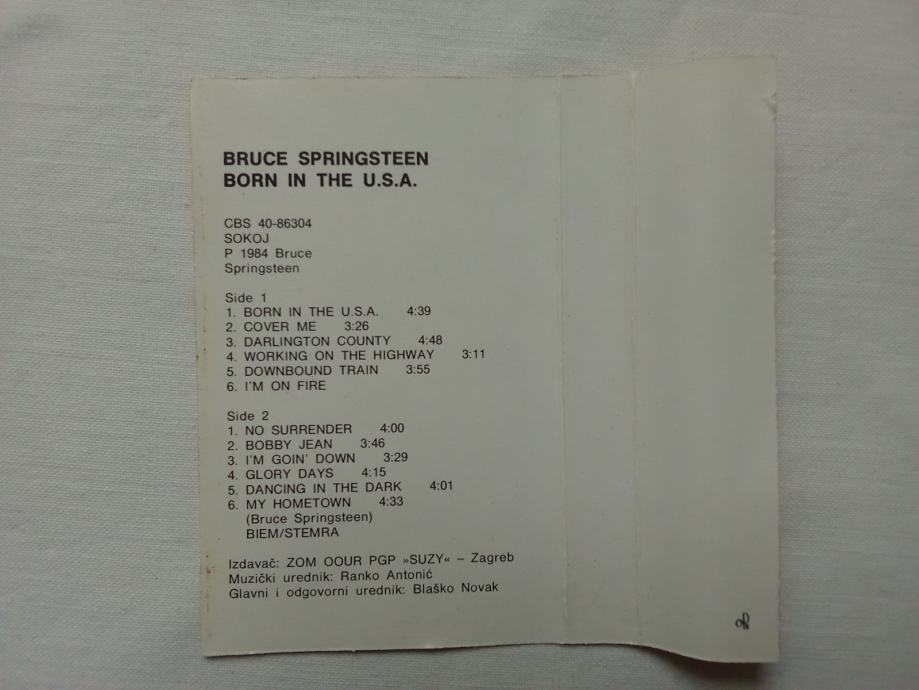 BRUCE SPRINGSTEEN
BORN IN THE U.S.A.
CBS 40-86304
SOKOJ
P 1984 Bruce
Springsteen
Side 1
1. BORN IN THE U.S.A. 4:39
2. COVER ME 3:26
3. DARLINGTON COUNTY 4:48
4. WORKING ON THE HIGHWAY 3:11
5. DOWNBOUND TRAIN 3:55
6. I'M ON FIRE
Side 2
1. NO SURRENDER 4:00
2. BOBBY JEAN 3:46
3. I'M GOIN' DOWN 3:29
4. GLORY DAYS 4:15
5. DANCING IN THE DARK 4:01
6. MY HOMETOWN 4:33
(Bruce Springsteen)
BIEM/STEMRA
Izdavač: ZOM OOUR PGP »SUZY« – Zagreb
Muzički urednik: Ranko Antonić
Glavni i odgovorni urednik: Blaško Novak